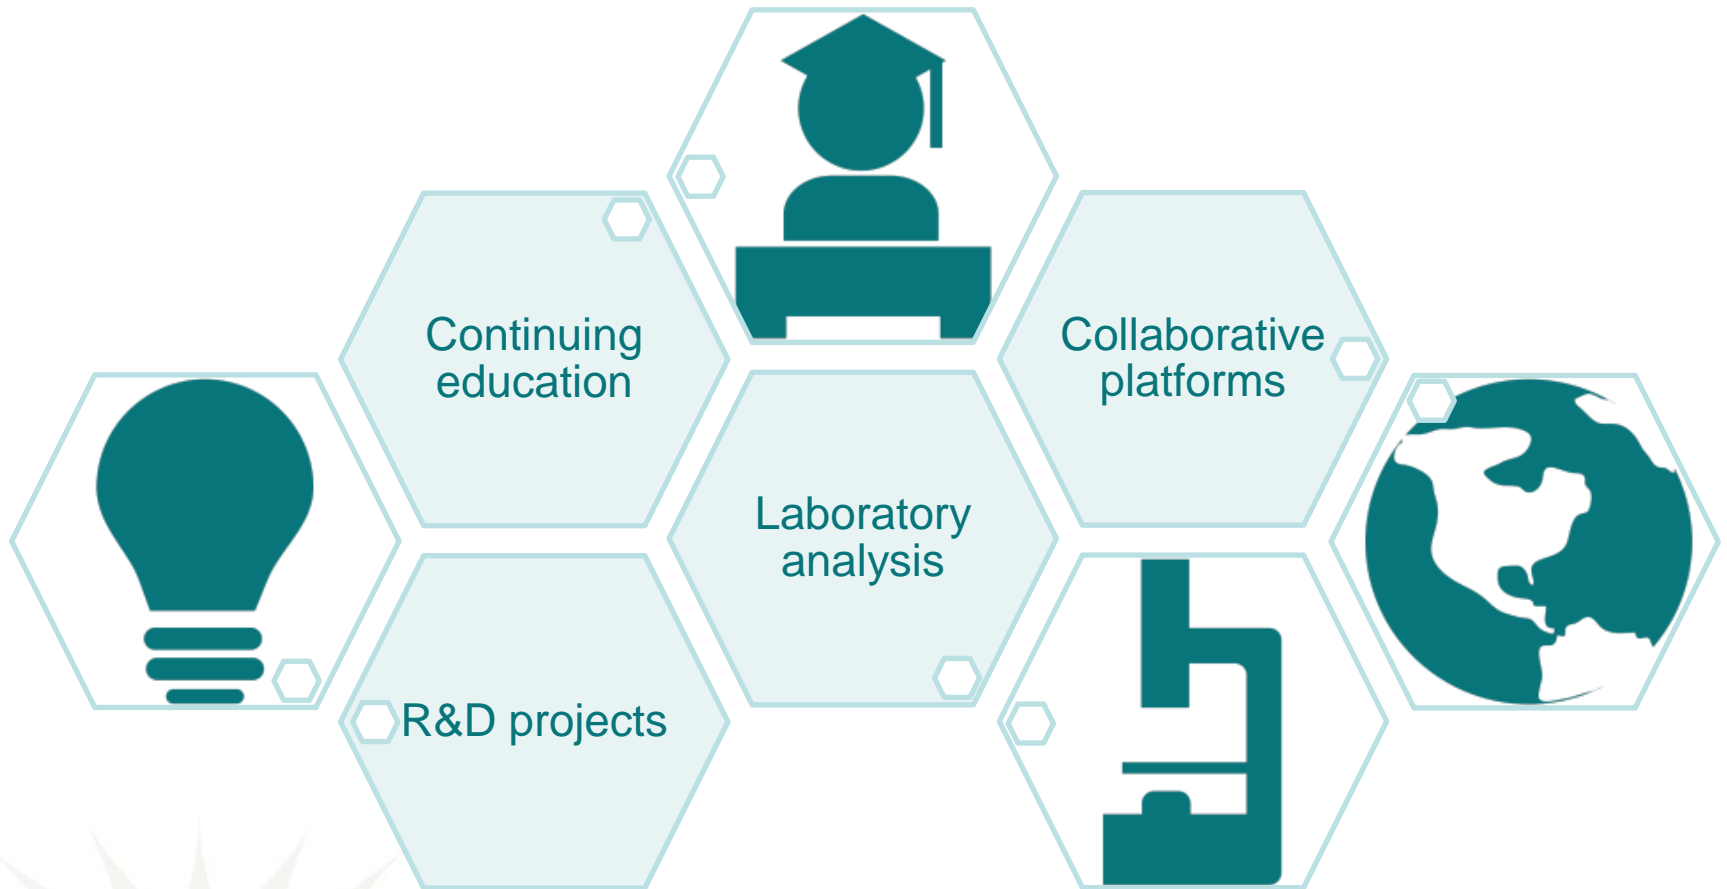 Continuing
education
Collaborative
platforms
Laboratory
analysis
R&D projects